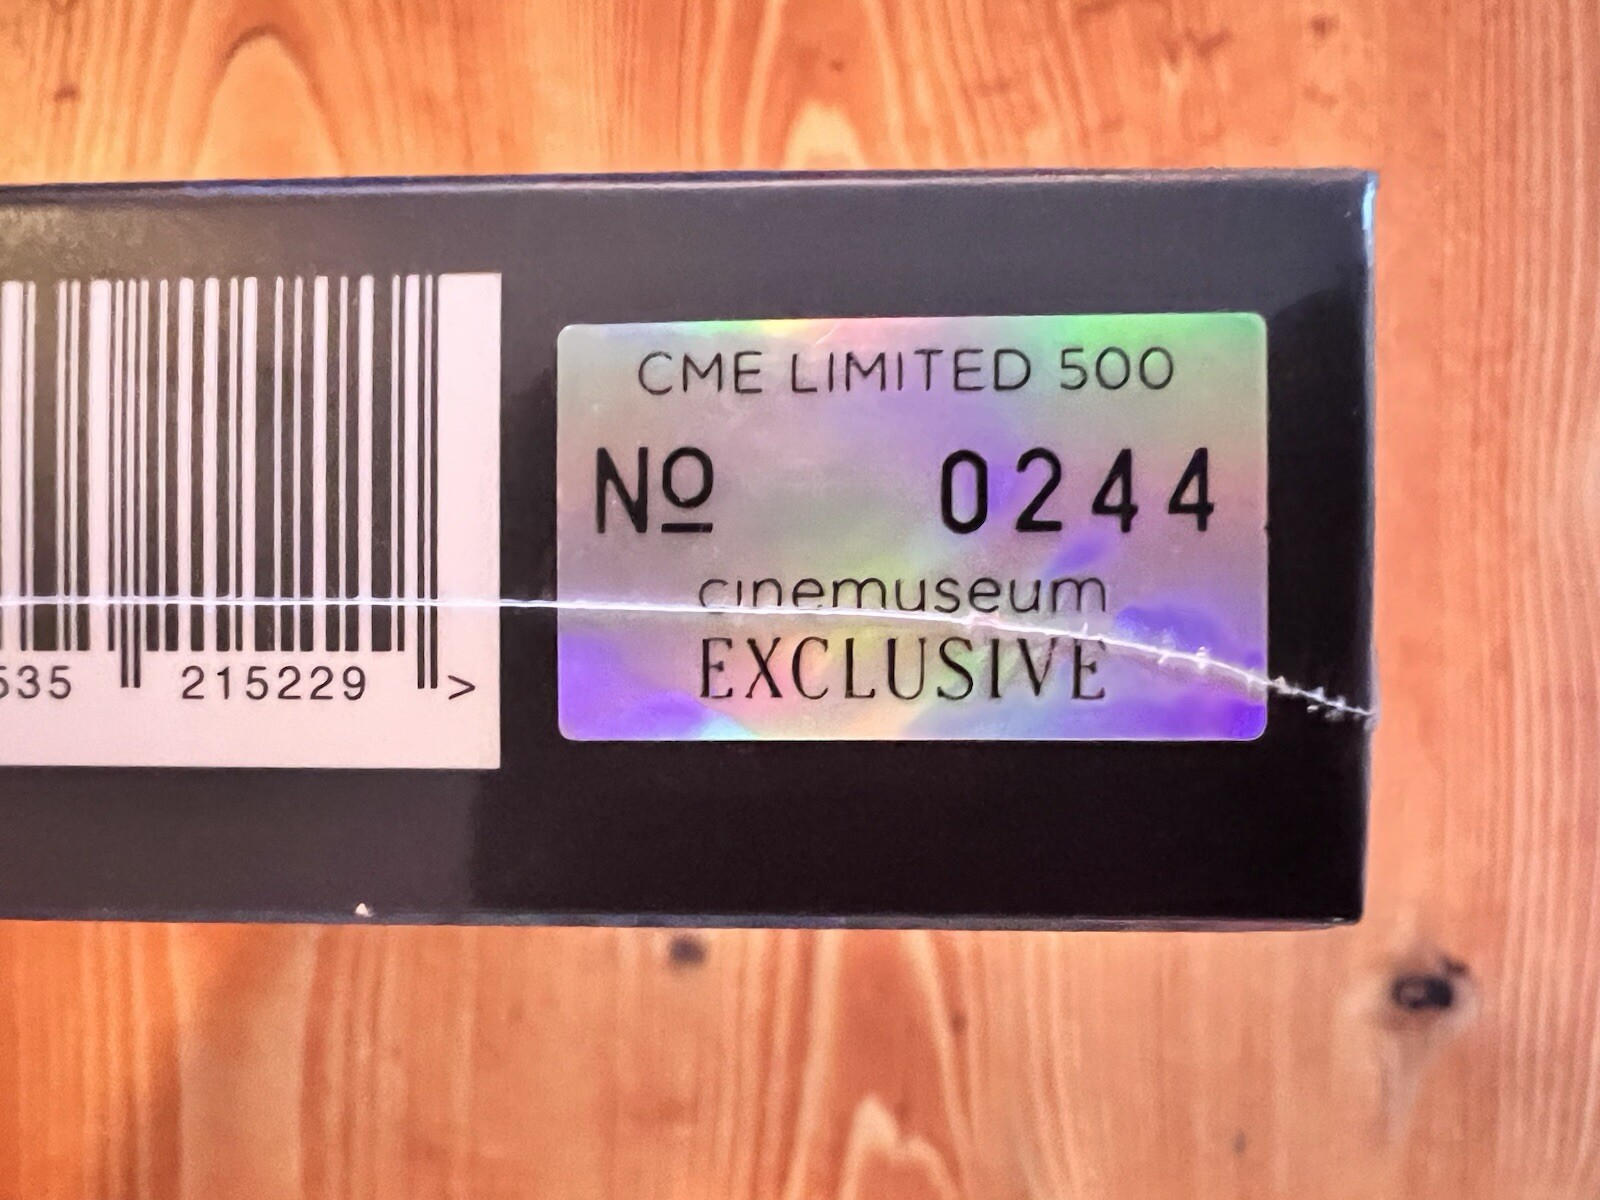 CME LIMITED 500
Nº 0244
cinemuseum
EXCLUSIVE
535 215229 >